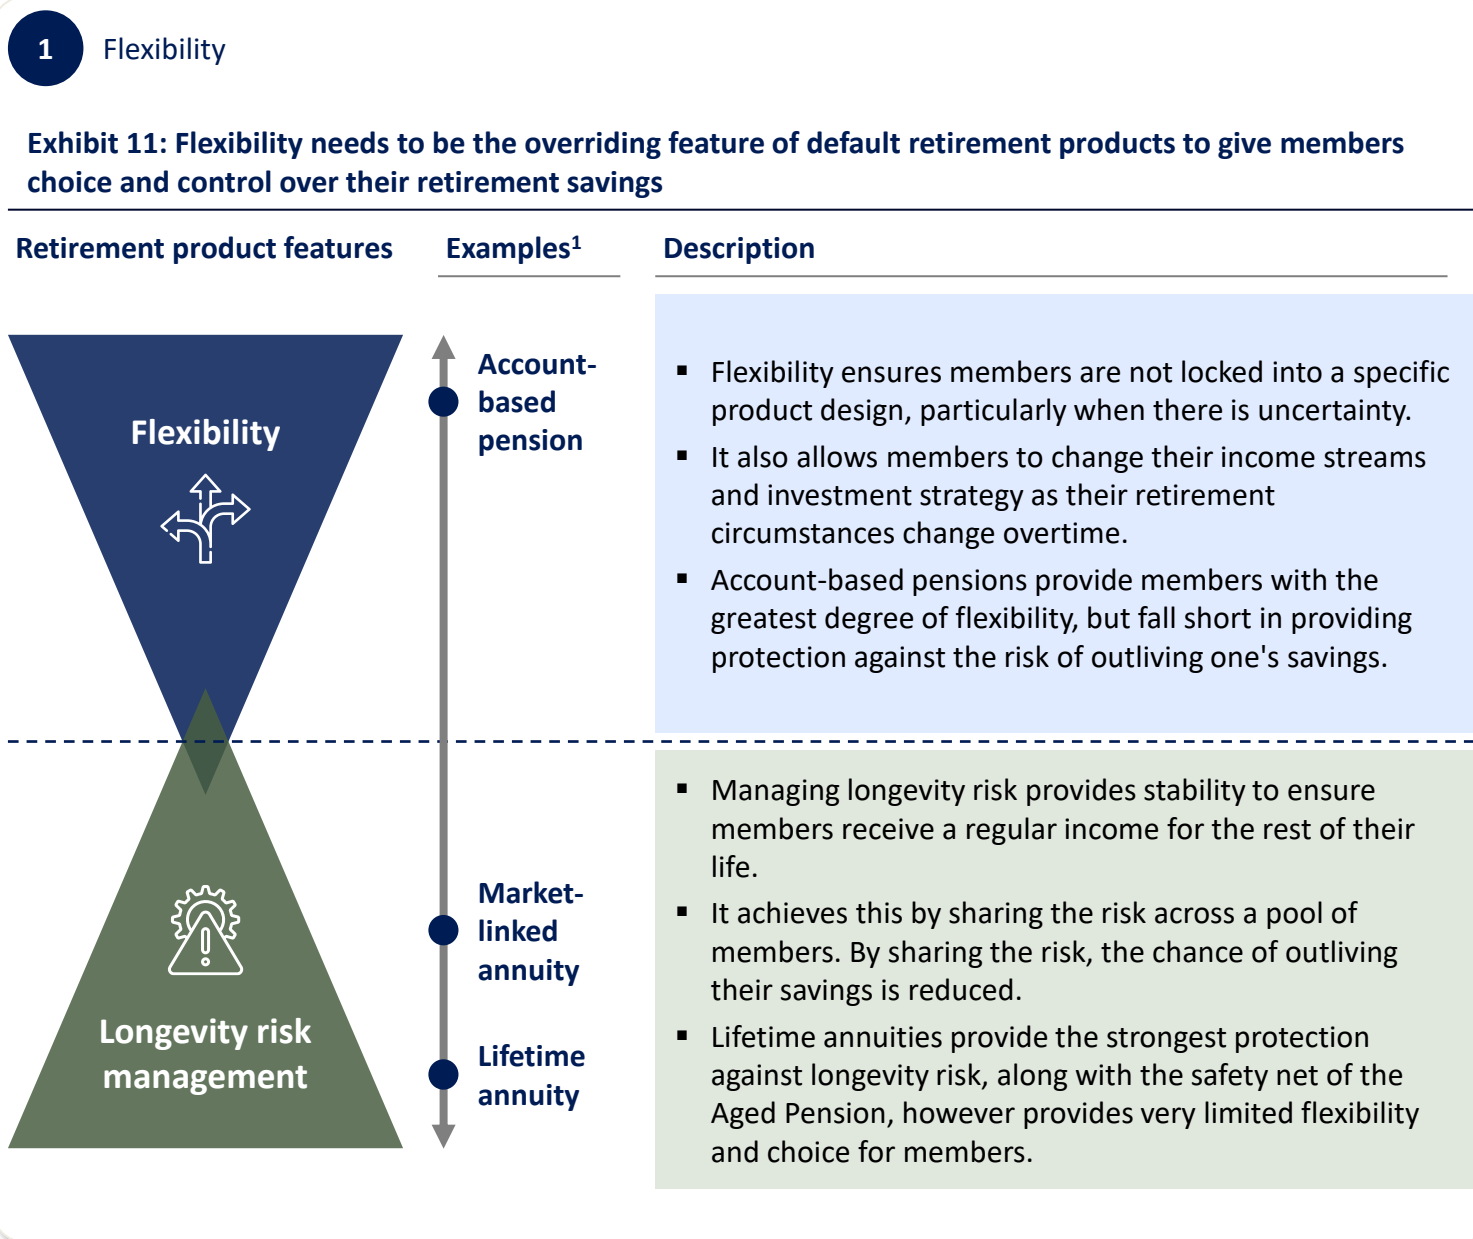 1
Flexibility
Exhibit 11: Flexibility needs to be the overriding feature of default retirement products to give members
choice and control over their retirement savings
Retirement product features
Examples¹
Description
Flexibility
Account-
based
pension
▪ Flexibility ensures members are not locked into a specific
product design, particularly when there is uncertainty.
▪ It also allows members to change their income streams
and investment strategy as their retirement
circumstances change overtime.
▪ Account-based pensions provide members with the
greatest degree of flexibility, but fall short in providing
protection against the risk of outliving one's savings.
Longevity risk
management
Market-
linked
annuity
Lifetime
annuity
▪ Managing longevity risk provides stability to ensure
members receive a regular income for the rest of their
life.
▪ It achieves this by sharing the risk across a pool of
members. By sharing the risk, the chance of outliving
their savings is reduced.
▪ Lifetime annuities provide the strongest protection
against longevity risk, along with the safety net of the
Aged Pension, however provides very limited flexibility
and choice for members.